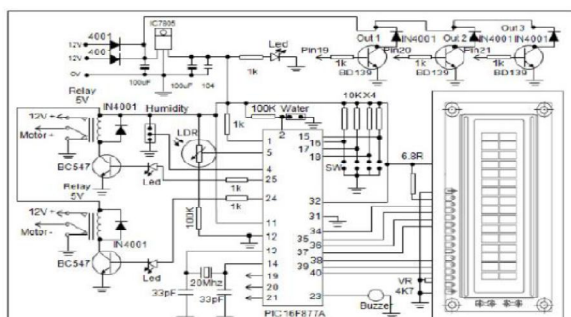 4001
IC7805
12V
400
12V
0V
100uF
100uF
104
1k
Led
Out 1
IN4001
Out 2
IN4001
Out 3
Pin19
Pin20
Pin21
1k
1k
1k
BD139
BD139
BD139
Relay
5V
IN4001
Humidity
12V+
Motor-
BC547
LDR
Led
1k
100K
Water
2
10KX4
1
5
4
25
24
1k
1k
15
16
17
18
SW
6.8R
Relay
5V
12V+
Motor-
IN4001
BC547
Led
100K
11
12
13
14
19
20
21
32
31
35
34
36
37
38
39
40
23
20Mhz
33pF
33pF
VR
4K7
Buzzer
PIC16F877A